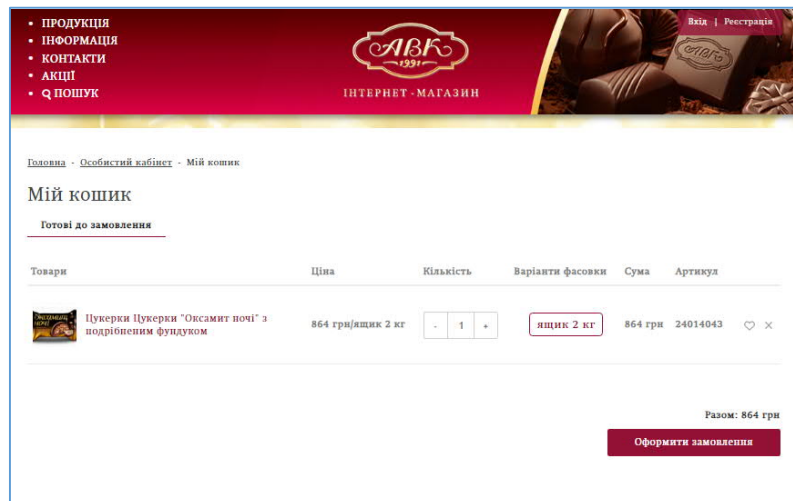 • ПРОДУКЦІЯ
• ІНФОРМАЦІЯ
• КОНТАКТИ
• АКЦІЇ
• ПОШУК
АВК
1991
ІНТЕРНЕТ-МАГАЗИН
Вхід | Реєстрація
АВК
Головна - Особистий кабінет - Мій кошик
Мій кошик
Готові до замовлення
Товари Ціна Кількість Варіанти фасовки Сума Артикул
Цукерки Цукерки "Оксамит ночі" з
подрібненим фундуком
864 грн/ящик 2 кг - 1 + ящик 2 кг 864 грн 24014043
Разом: 864 грн
Оформити замовлення